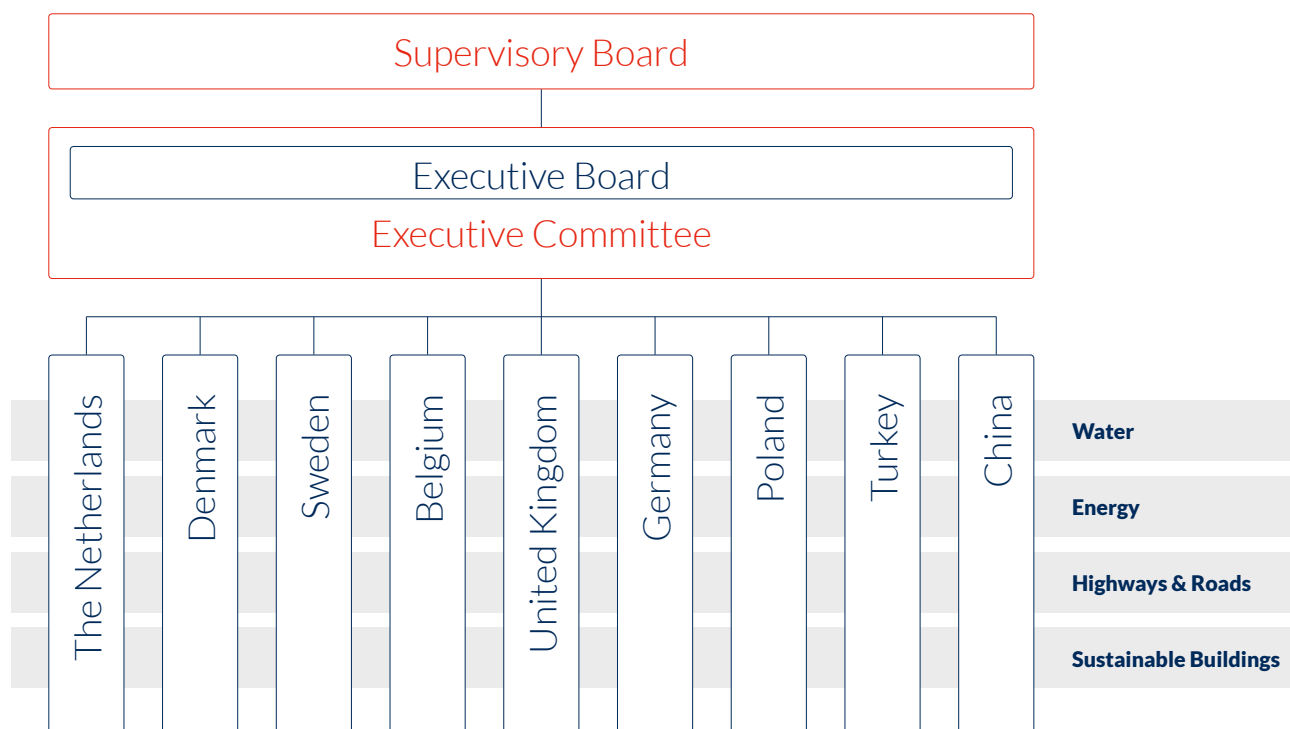 Supervisory Board
Executive Board
Executive Committee
The Netherlands
Denmark
Sweden
Belgium
United Kingdom
Germany
Poland
Turkey
China
Water
Energy
Highways & Roads
Sustainable Buildings